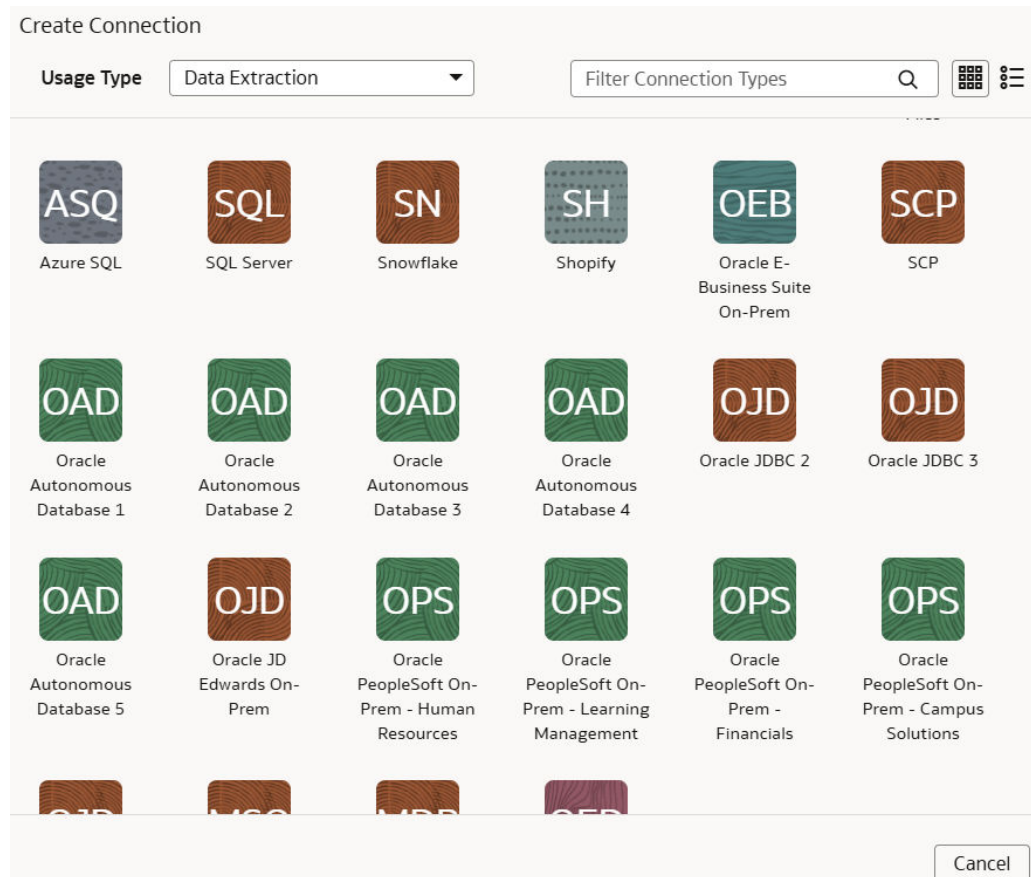 Create Connection
Usage Type
Data Extraction
Filter Connection Types
ASQ
SQL
SN
SH
OEB
SCP
Azure SQL
SQL Server
Snowflake
Shopify
Oracle E-
Business Suite
On-Prem
SCP
OAD
OAD
OAD
OAD
OJD
OJD
Oracle
Autonomous
Database 1
Oracle
Autonomous
Database 2
Oracle
Autonomous
Database 3
Oracle
Autonomous
Database 4
Oracle JDBC 2
Oracle JDBC 3
OAD
OJD
OPS
OPS
OPS
OPS
Oracle
Autonomous
Database 5
Oracle JD
Edwards On-
Prem
Oracle
PeopleSoft On-
Prem - Human
Resources
Oracle
PeopleSoft On-
Prem - Learning
Management
Oracle
PeopleSoft On-
Prem -
Financials
Oracle
PeopleSoft On-
Prem - Campus
Solutions
Cancel